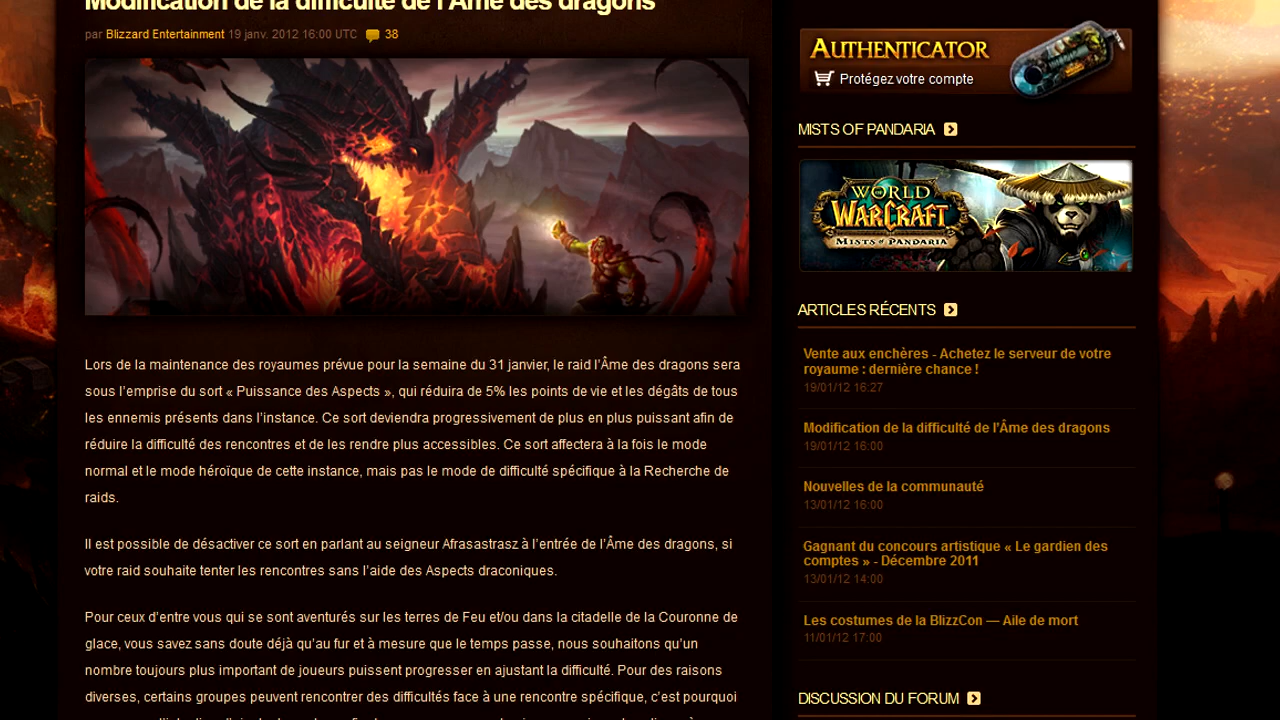 Modification de la difficulté de l'Âme des dragons
par Blizzard Entertainment 19 janv. 2012 16:00 UTC 38
Lors de la maintenance des royaumes prévue pour la semaine du 31 janvier, le raid l’Âme des dragons sera
sous l’emprise du sort « Puissance des Aspects », qui réduira de 5% les points de vie et les dégâts de tous
les ennemis présents dans l’instance. Ce sort deviendra progressivement de plus en plus puissant afin de
réduire la difficulté des rencontres et de les rendre plus accessibles. Ce sort affectera à la fois le mode
normal et le mode héroïque de cette instance, mais pas le mode de difficulté spécifique à la Recherche de
raids.
Il est possible de désactiver ce sort en parlant au seigneur Afrasastrasz à l’entrée de l’Âme des dragons, si
votre raid souhaite tenter les rencontres sans l’aide des Aspects draconiques.
Pour ceux d’entre vous qui se sont aventurés sur les terres de Feu et/ou dans la citadelle de la Couronne de
glace, vous savez sans doute déjà qu’au fur et à mesure que le temps passe, nous souhaitons qu’un
nombre toujours plus important de joueurs puissent progresser en ajustant la difficulté. Pour des raisons
diverses, certains groupes peuvent rencontrer des difficultés face à une rencontre spécifique, c’est pourquoi
AUTHENTICATOR
Protégez votre compte
MISTS OF PANDARIA
WORLD
OF
WARCRAFT
MISTS of PANDARIA
ARTICLES RÉCENTS
Vente aux enchères - Achetez le serveur de votre
royaume : dernière chance !
19/01/12 16:27
Modification de la difficulté de l'Âme des dragons
19/01/12 16:00
Nouvelles de la communauté
13/01/12 16:00
Gagnant du concours artistique « Le gardien des
comptes » - Décembre 2011
13/01/12 14:00
Les costumes de la BlizzCon — Aile de mort
11/01/12 17:00
DISCUSSION DU FORUM